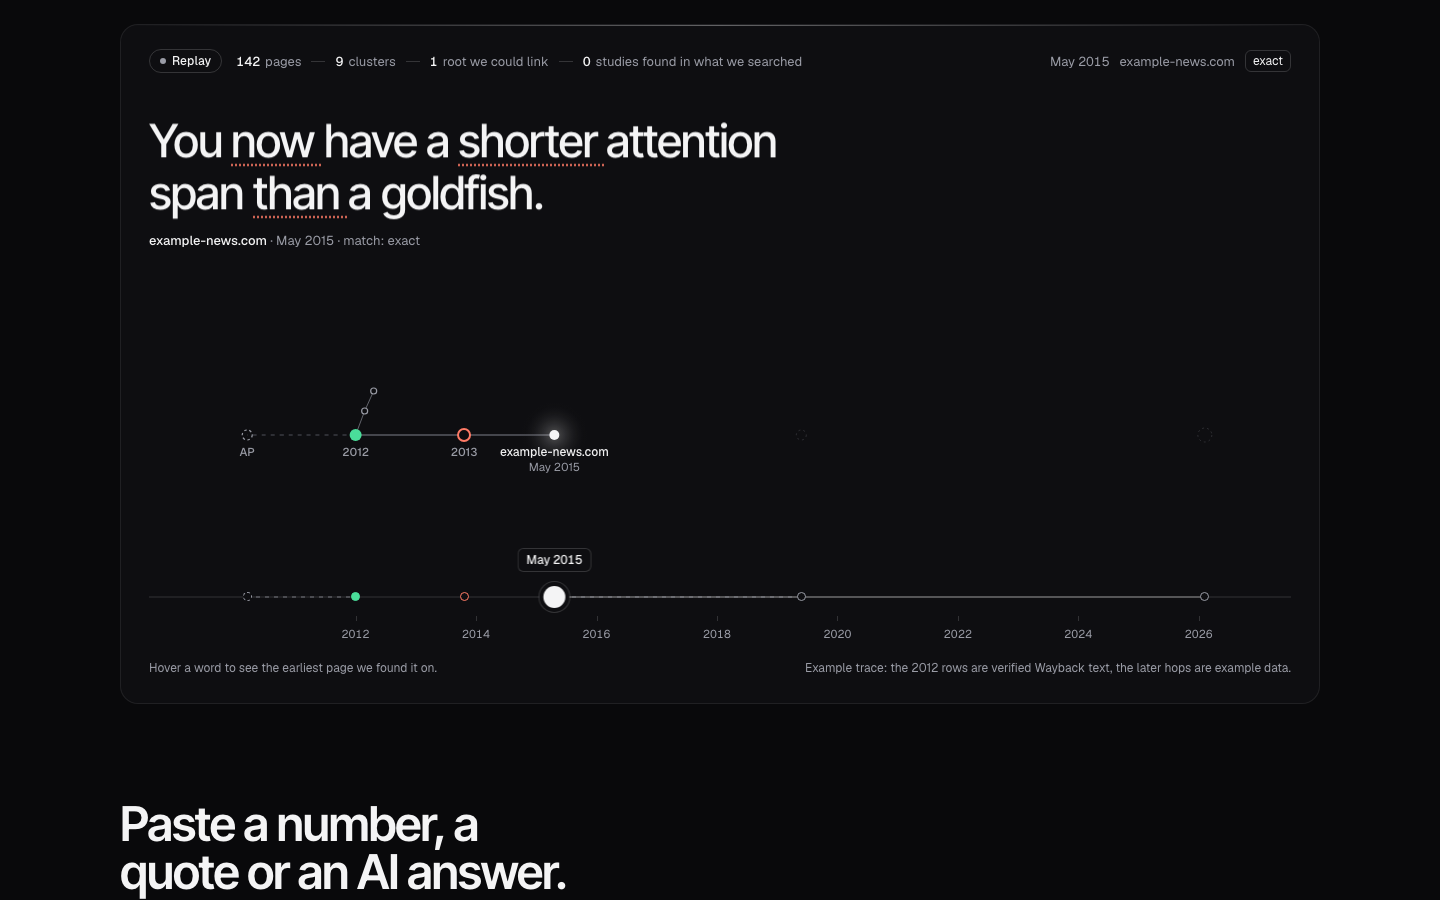 Replay 142 pages — 9 clusters — 1 root we could link — 0 studies found in what we searched May 2015 example-news.com exact
You now have a shorter attention
span than a goldfish.
example-news.com · May 2015 · match: exact
AP 2012 2013 example-news.com
May 2015
May 2015
2012 2014 2016 2018 2020 2022 2024 2026
Hover a word to see the earliest page we found it on. Example trace: the 2012 rows are verified Wayback text, the later hops are example data.
Paste a number, a
quote or an AI answer.